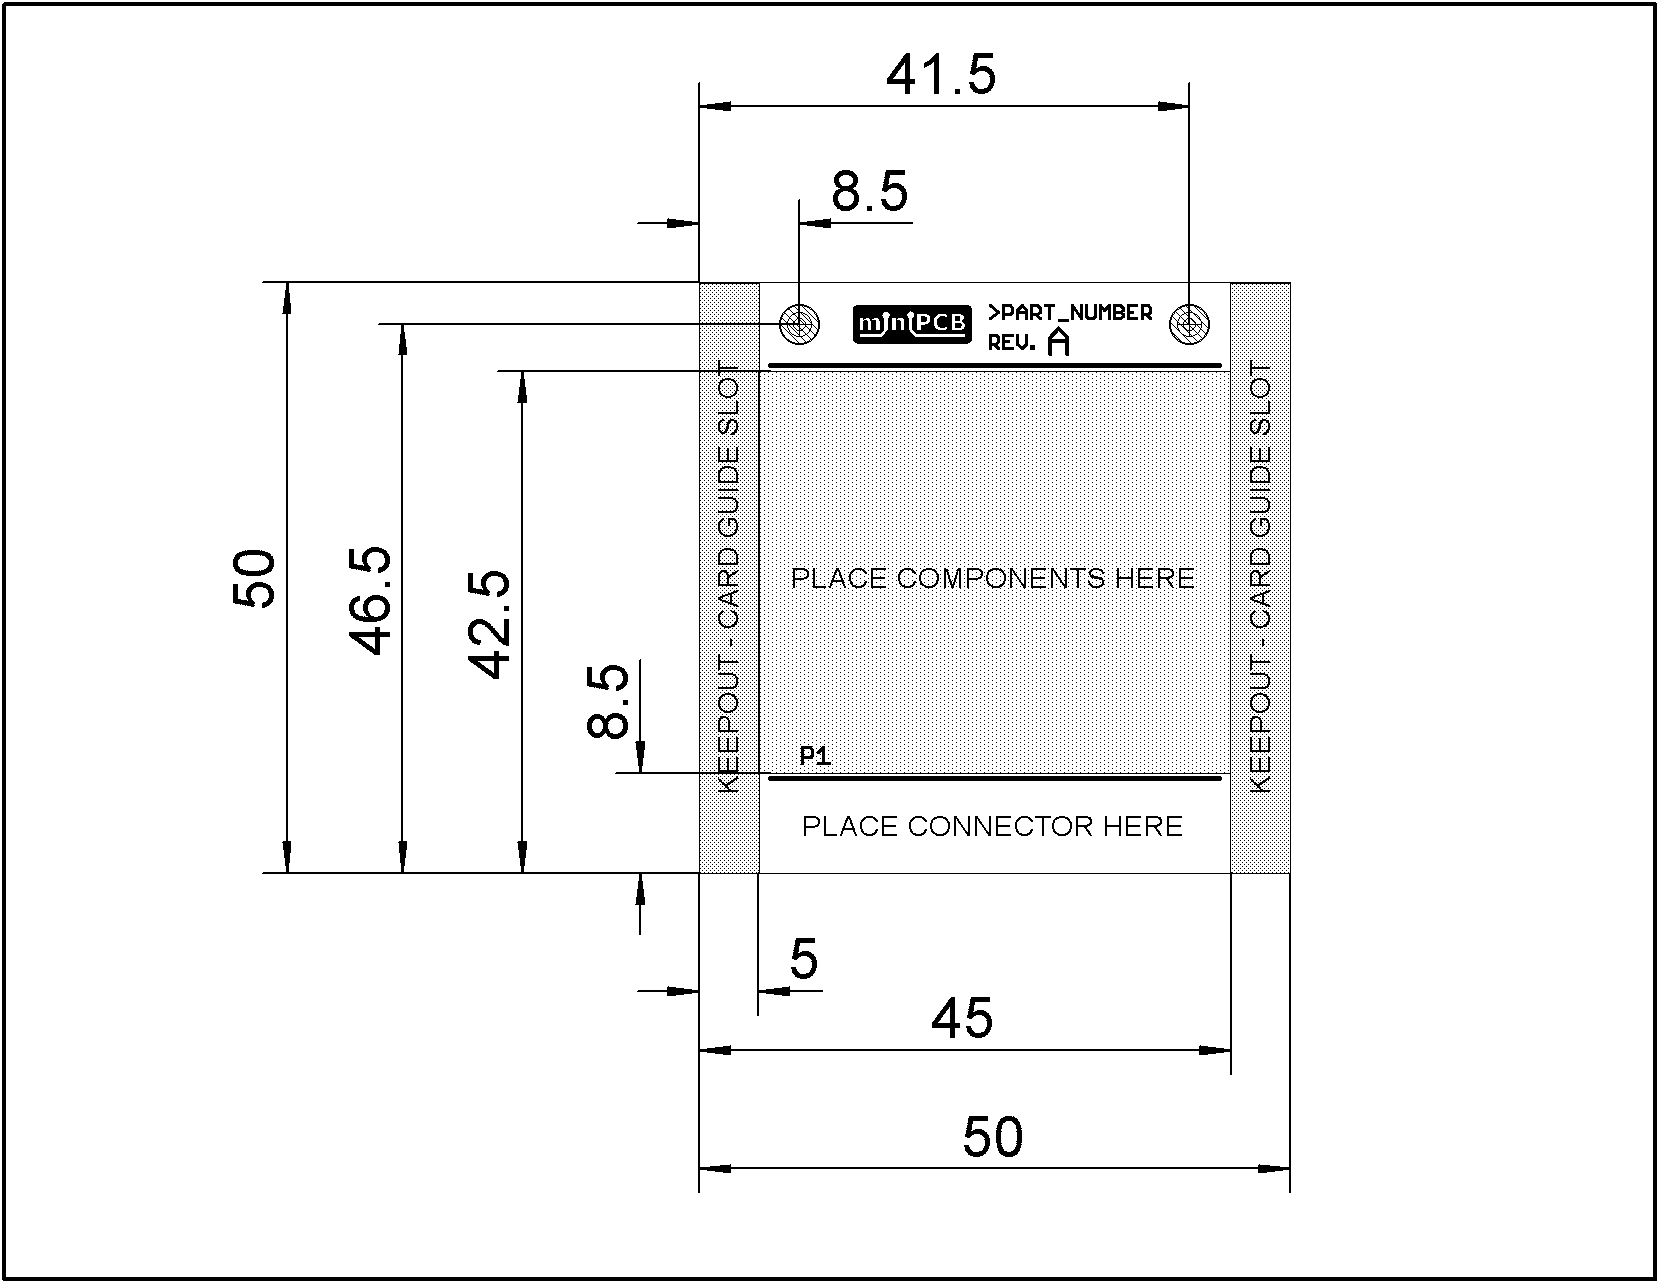 41.5
8.5
miniPCB
>PART_NUMBER
REV. A
50
46.5
42.5
8.5
KEEPOUT - CARD GUIDE SLOT
PLACE COMPONENTS HERE
KEEPOUT - CARD GUIDE SLOT
P1
PLACE CONNECTOR HERE
5
45
50